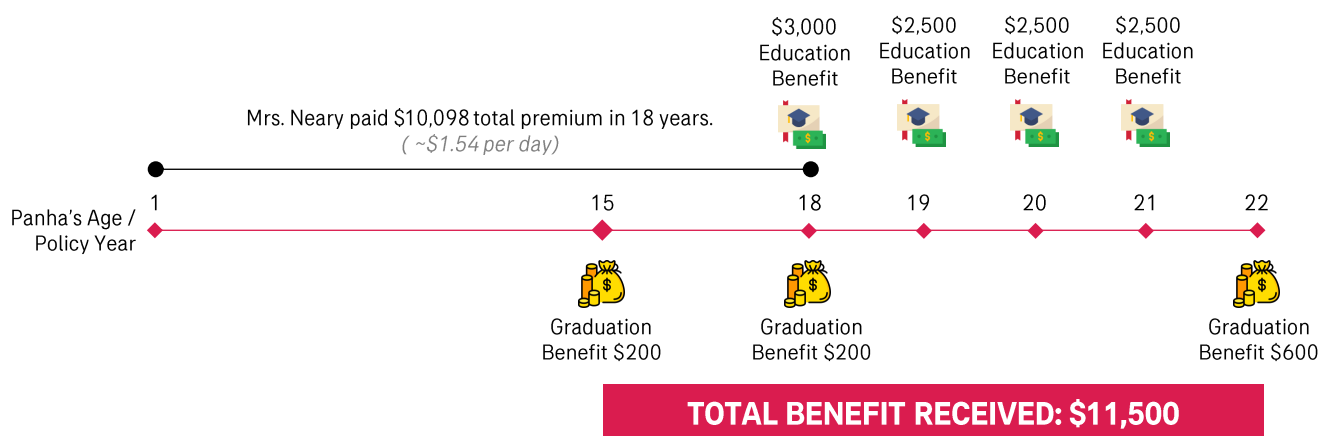 $3,000
Education
Benefit
$2,500
Education
Benefit
$2,500
Education
Benefit
$2,500
Education
Benefit
Mrs. Neary paid $10,098 total premium in 18 years.
( ~$1.54 per day)
Panha's Age /
Policy Year
1
15
18
19
20
21
22
Graduation
Benefit $200
Graduation
Benefit $200
Graduation
Benefit $600
TOTAL BENEFIT RECEIVED: $11,500